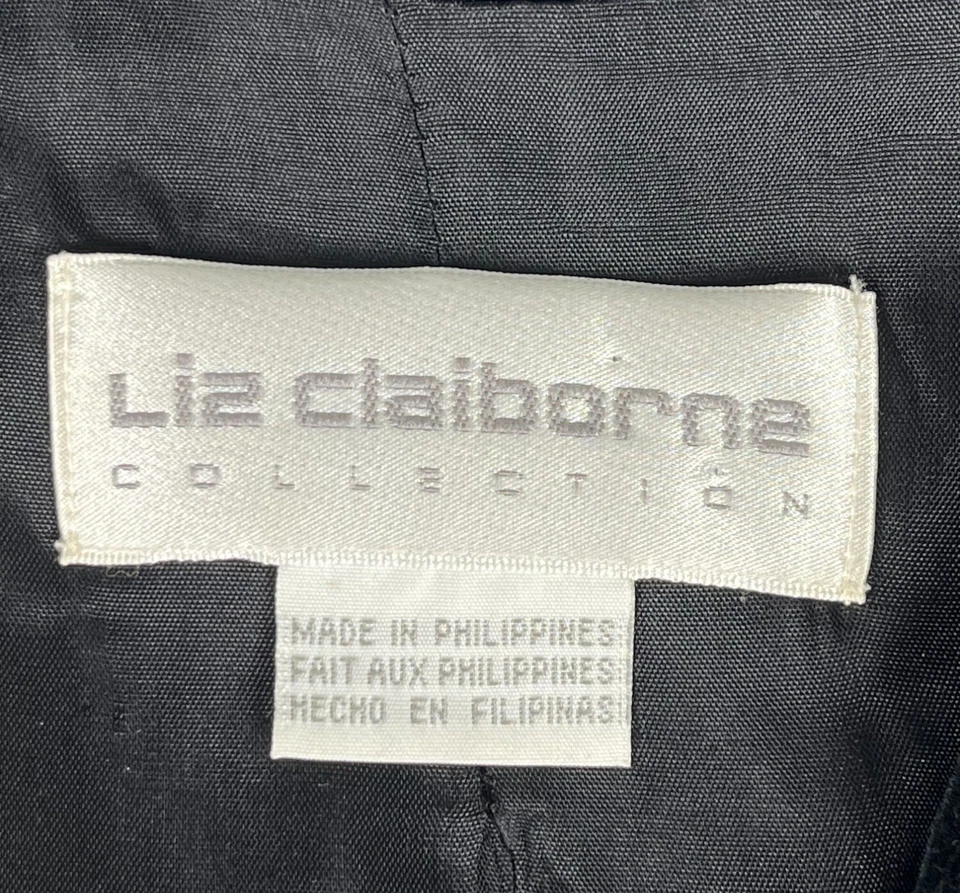 Liz claiborne
COLLECTION
MADE IN PHILIPPINES
FAIT AUX PHILIPPINES
HECHO EN FILIPINAS